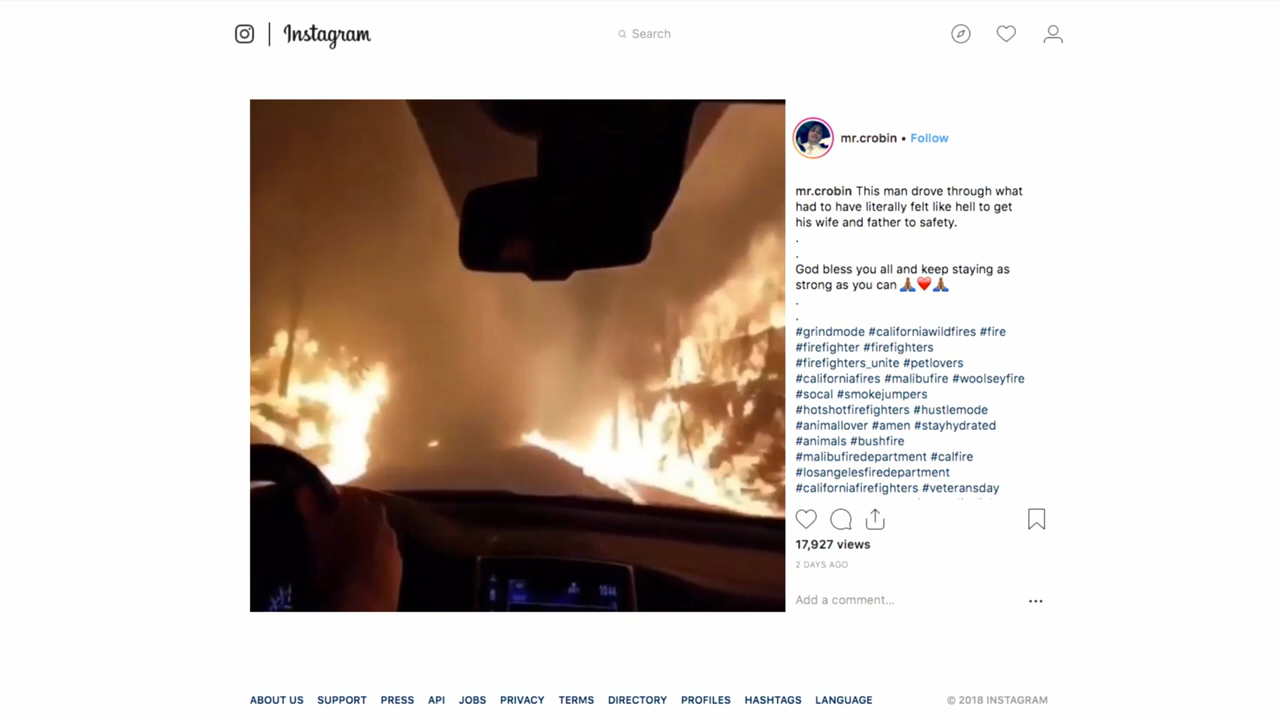 Instagram
Search
mr.crobin • Follow
mr.crobin This man drove through what
had to have literally felt like hell to get
his wife and father to safety.
.
.
God bless you all and keep staying as
strong as you can 🙏🏾❤️🙏🏾
.
.
#grindmode #californiawildfires #fire
#firefighter #firefighters
#firefighters_unite #petlovers
#californiafires #malibufire #woolseyfire
#socal #smokejumpers
#hotshotfirefighters #hustlemode
#animallover #amen #stayhydrated
#animals #bushfire
#malibufiredepartment #calfire
#losangelesfiredepartment
#californiafirefighters #veteransday
17,927 views
2 DAYS AGO
Add a comment...
ABOUT US SUPPORT PRESS API JOBS PRIVACY TERMS DIRECTORY PROFILES HASHTAGS LANGUAGE © 2018 INSTAGRAM